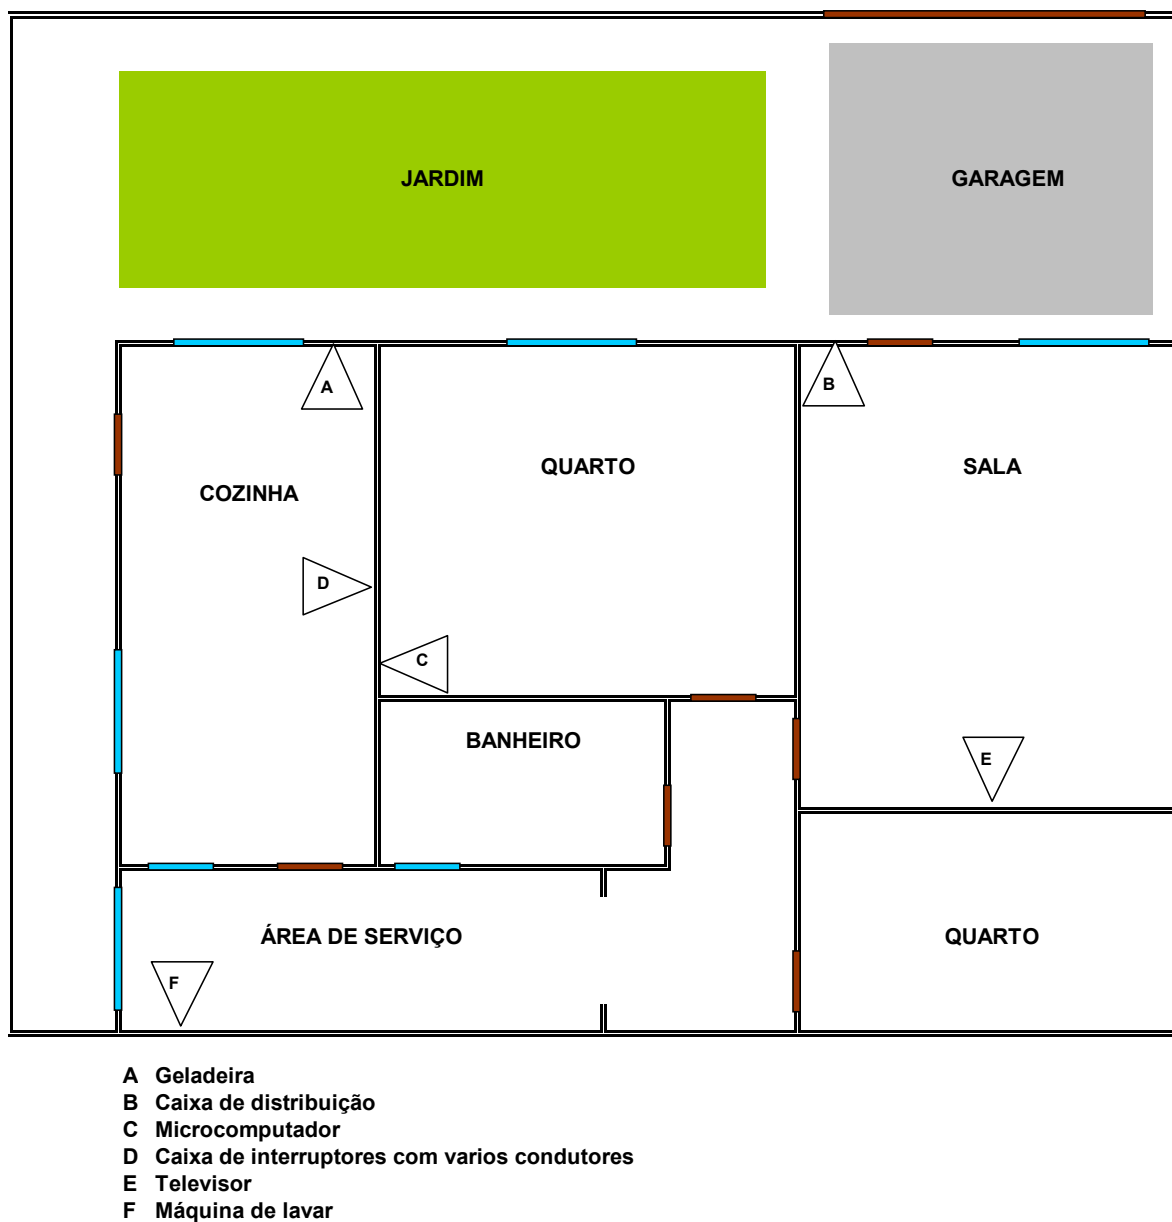 JARDIM
GARAGEM
A
B
QUARTO
SALA
COZINHA
D
C
BANHEIRO
E
ÁREA DE SERVIÇO
QUARTO
F
A Geladeira
B Caixa de distribuição
C Microcomputador
D Caixa de interruptores com varios condutores
E Televisor
F Máquina de lavar